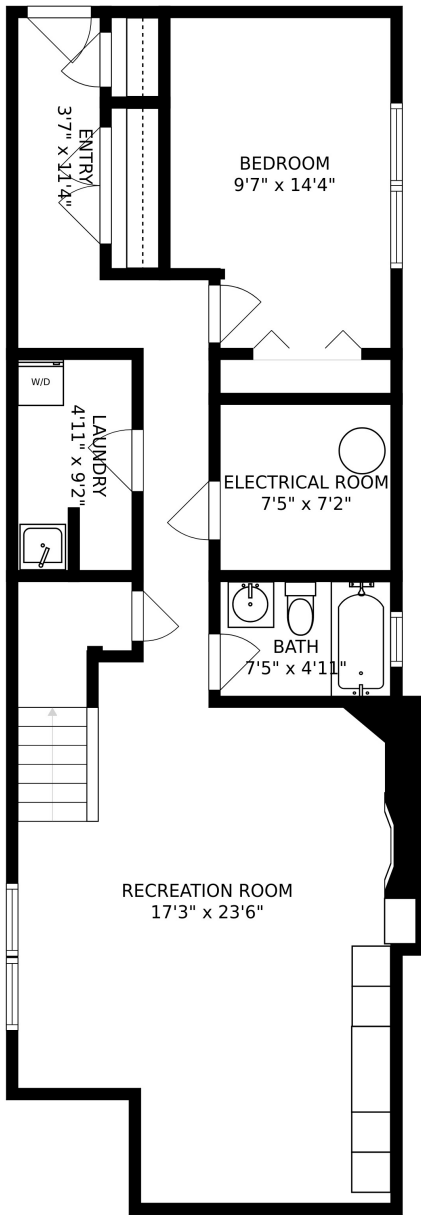 ENTRY
3'7" x 11'4"
BEDROOM
9'7" x 14'4"
W/D
LAUNDRY
4'11" x 9'2"
ELECTRICAL ROOM
7'5" x 7'2"
BATH
7'5" x 4'11"
RECREATION ROOM
17'3" x 23'6"